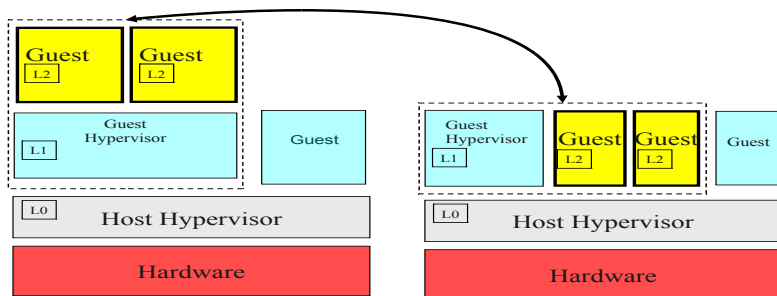 Guest
L2
Guest
L2
Guest
Hypervisor
L1
Guest
L0
Host Hypervisor
Hardware
Guest
Hypervisor
L1
Guest
L2
Guest
L2
Guest
L0
Host Hypervisor
Hardware